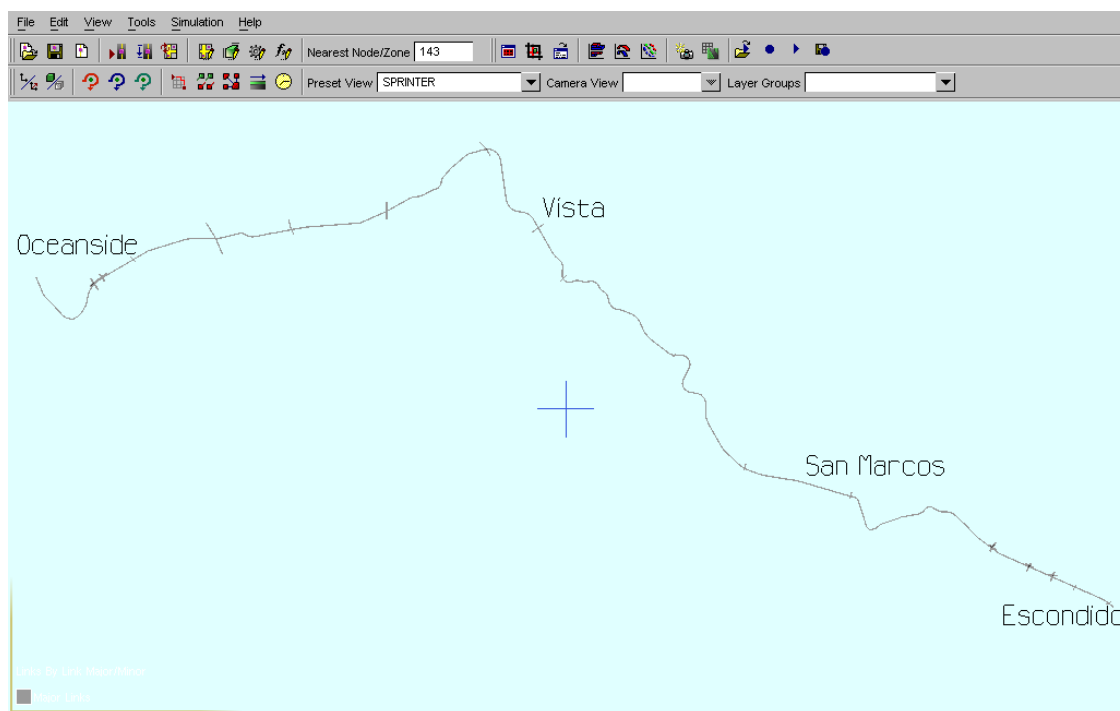 File Edit View Tools Simulation Help
Nearest Node/Zone 143
Preset View SPRINTER Camera View Layer Groups
Vista
Oceanside
San Marcos
Escondido